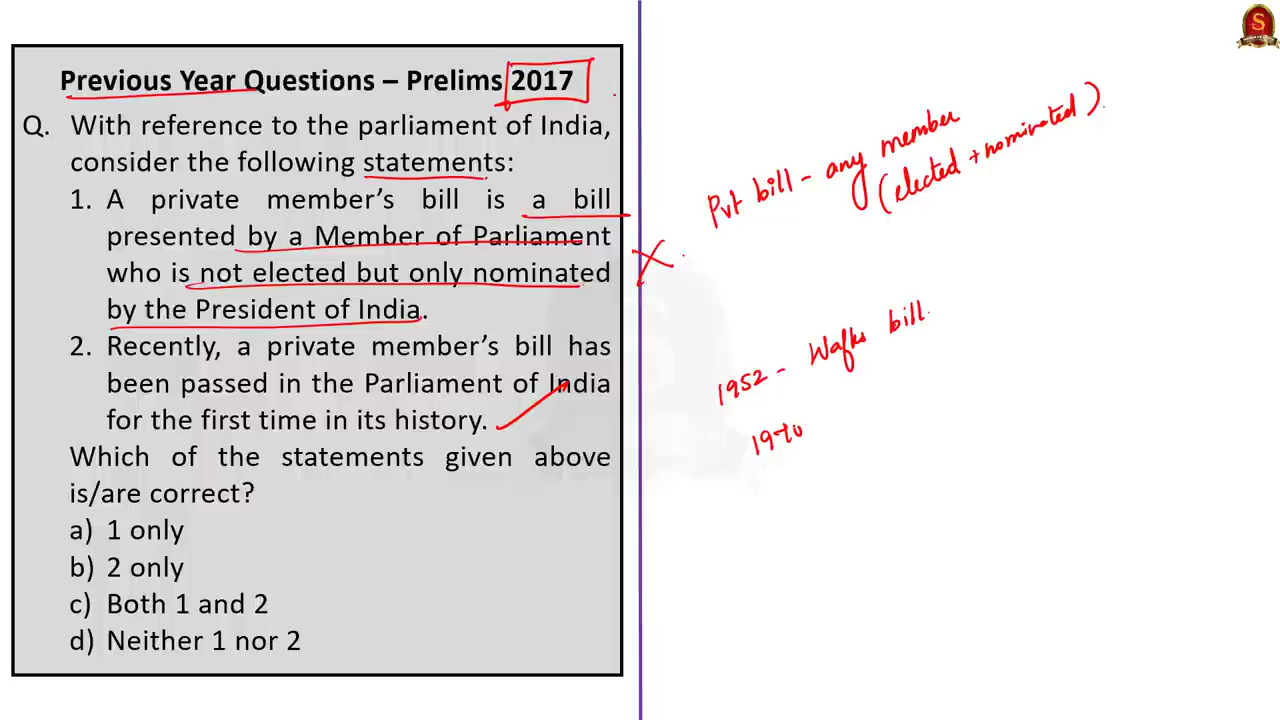 Previous Year Questions – Prelims 2017
Q. With reference to the parliament of India,
consider the following statements:
1. A private member's bill is a bill
presented by a Member of Parliament
who is not elected but only nominated
by the President of India.
2. Recently, a private member's bill has
been passed in the Parliament of India
for the first time in its history.
Which of the statements given above
is/are correct?
a) 1 only
b) 2 only
c) Both 1 and 2
d) Neither 1 nor 2
Pvt bill - any member
(elected + nominated)
1952 - Wafks bill.
1970
S